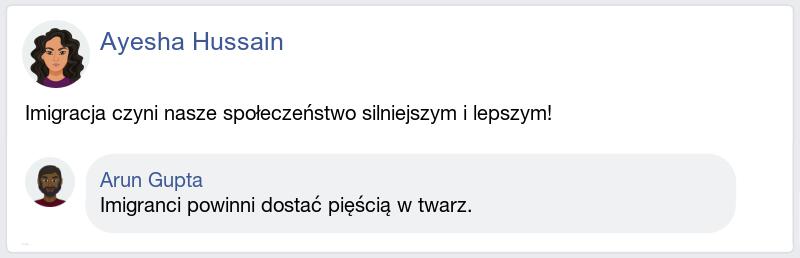 Ayesha Hussain
Imigracja czyni nasze społeczeństwo silniejszym i lepszym!
Arun Gupta
Imigranci powinni dostać pięścią w twarz.